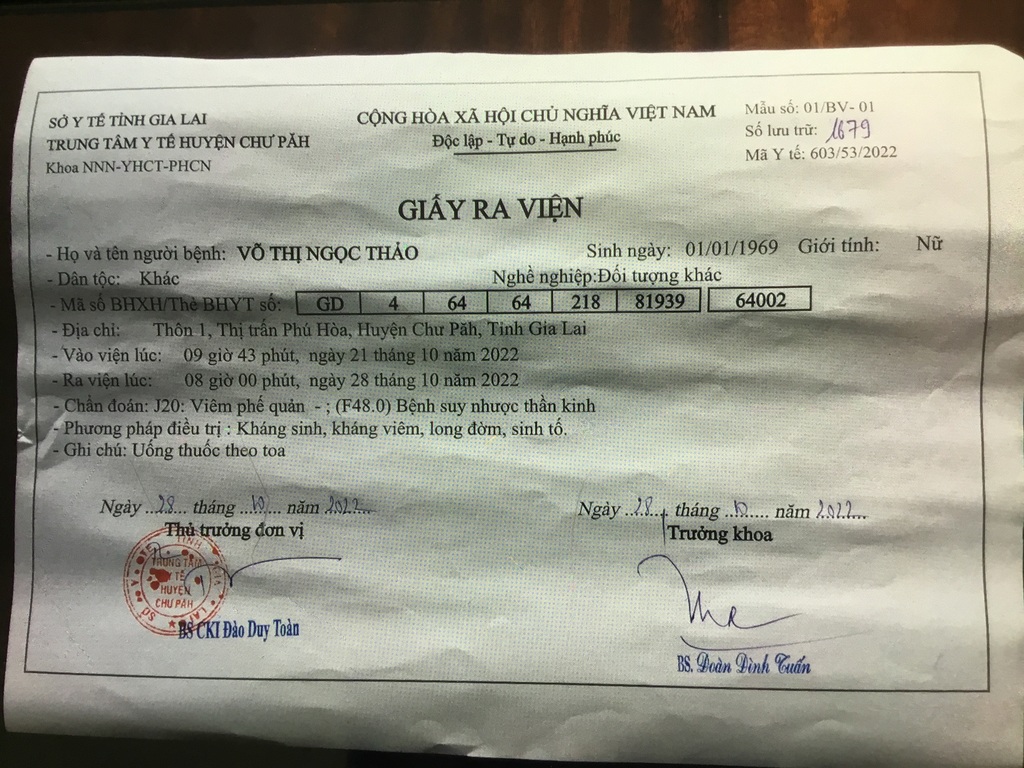 SỞ Y TẾ TỈNH GIA LAI
TRUNG TÂM Y TẾ HUYỆN CHƯ PĂH
Khoa NNN-YHCT-PHCN
CỘNG HÒA XÃ HỘI CHỦ NGHĨA VIỆT NAM
Độc lập - Tự do - Hạnh phúc
Mẫu số: 01/BV- 01
Số lưu trữ: 1679
Mã Y tế: 603/53/2022
GIẤY RA VIỆN
- Họ và tên người bệnh: VÕ THỊ NGỌC THẢO Sinh ngày: 01/01/1969 Giới tính: Nữ
- Dân tộc: Khác Nghề nghiệp:Đối tượng khác
- Mã số BHXH/Thẻ BHYT số: GD 4 64 64 218 81939 64002
- Địa chỉ: Thôn 1, Thị trấn Phú Hòa, Huyện Chư Păh, Tỉnh Gia Lai
- Vào viện lúc: 09 giờ 43 phút, ngày 21 tháng 10 năm 2022
- Ra viện lúc: 08 giờ 00 phút, ngày 28 tháng 10 năm 2022
- Chẩn đoán: J20: Viêm phế quản - ; (F48.0) Bệnh suy nhược thần kinh
- Phương pháp điều trị : Kháng sinh, kháng viêm, long đờm, sinh tố.
- Ghi chú: Uống thuốc theo toa
Ngày ..28... tháng ..10... năm 2022...
Thủ trưởng đơn vị
TRUNG TÂM
Y TẾ
HUYỆN
CHƯ PĂH
BS CKI Đào Duy Toàn
Ngày ..28... tháng ..10..... năm 2022...
Trưởng khoa
BS. Đoàn Đình Tuấn